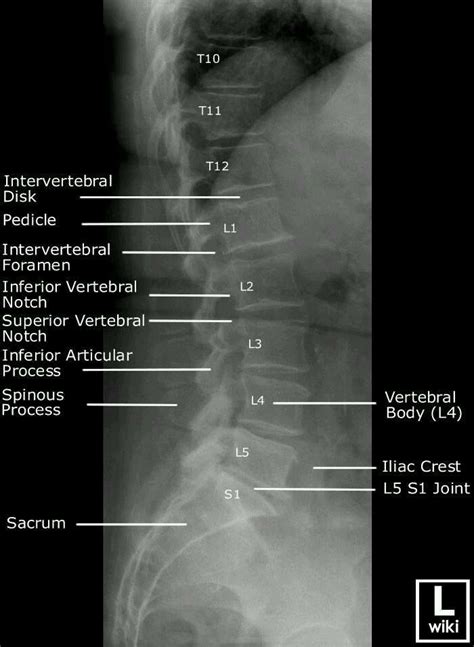 T10
T11
T12
Intervertebral
Disk
Pedicle
L1
Intervertebral
Foramen
Inferior Vertebral
Notch
L2
Superior Vertebral
Notch
L3
Inferior Articular
Process
Spinous
Process
L4
Vertebral
Body (L4)
L5
Iliac Crest
S1
L5 S1 Joint
Sacrum
L
wiki